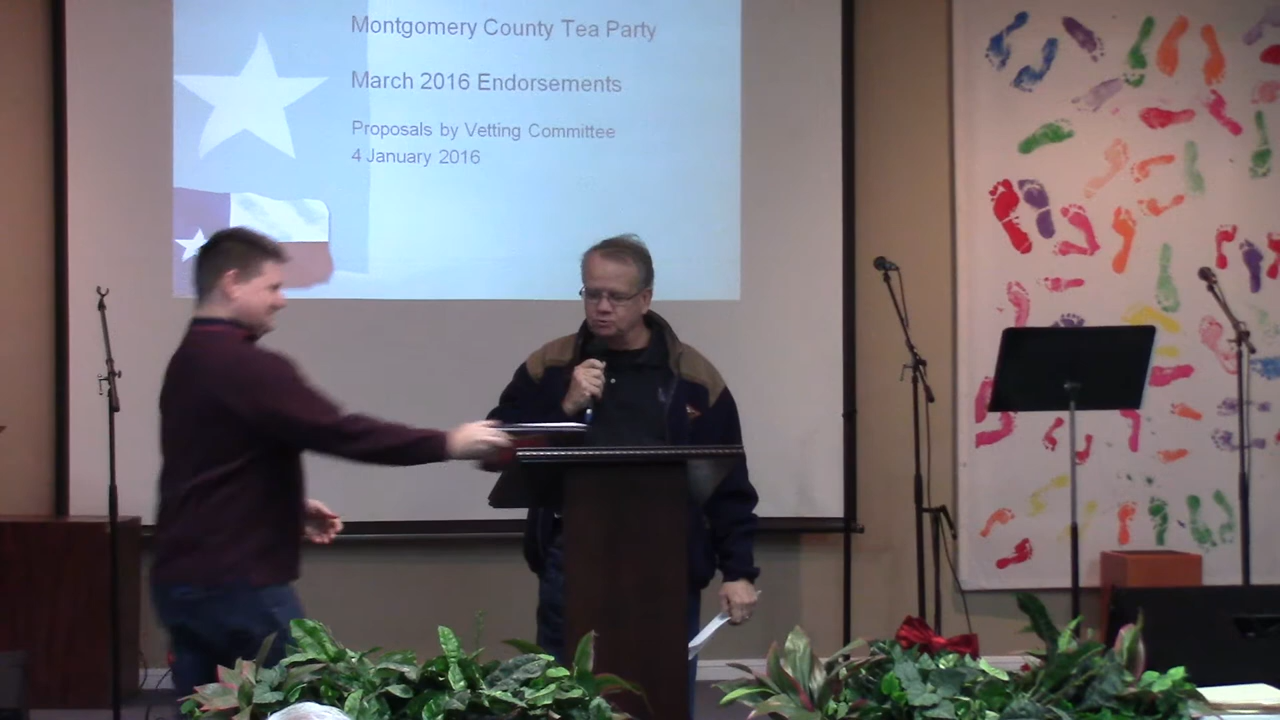 Montgomery County Tea Party
March 2016 Endorsements
Proposals by Vetting Committee
4 January 2016